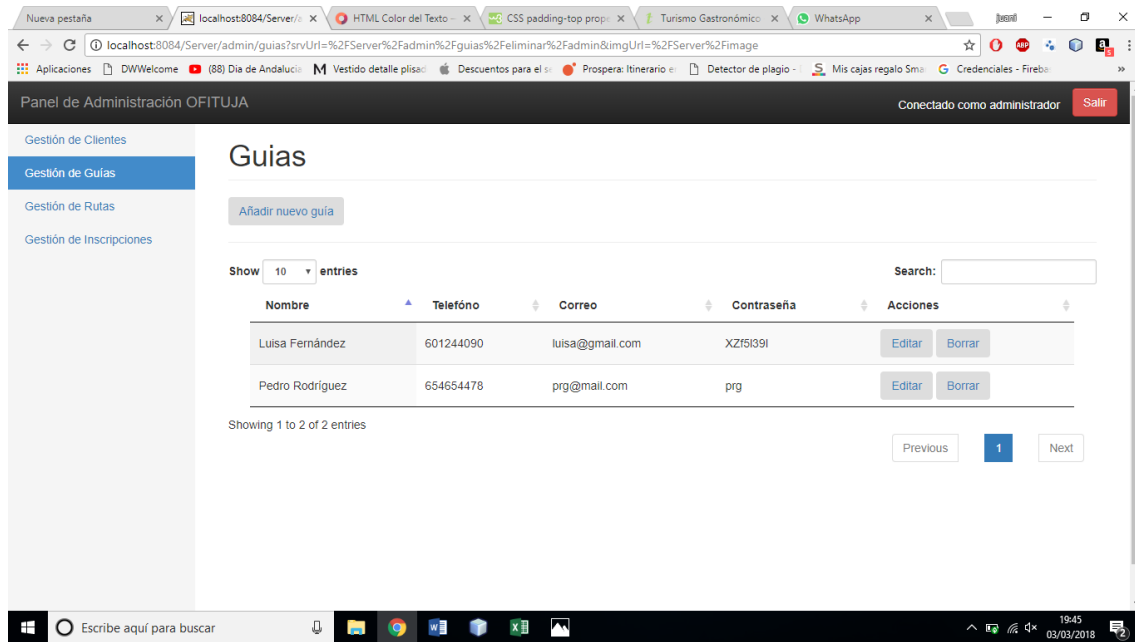 Nueva pestaña
localhost:8084/Server/a
HTML Color del Texto –
CSS padding-top prope
Turismo Gastronómico
WhatsApp
localhost:8084/Server/admin/guias?srvUrl=%2FServer%2Fadmin%2Fguias%2Feliminar%2Fadmin&imgUrl=%2FServer%2Fimage
Aplicaciones
DWWelcome
(88) Dia de Andalucia
Vestido detalle plisad
Descuentos para el se
Prospera: Itinerario e
Detector de plagio -
Mis cajas regalo Sma
Credenciales - Fireba
»
Panel de Administración OFITUJA
Conectado como administrador
Salir
Gestión de Clientes
Gestión de Guías
Gestión de Rutas
Gestión de Inscripciones
Guias
Añadir nuevo guía
Show 10 entries
Search:
Nombre Telefóno Correo Contraseña Acciones
Luisa Fernández 601244090 luisa@gmail.com XZf5l39l Editar Borrar
Pedro Rodríguez 654654478 prg@mail.com prg Editar Borrar
Showing 1 to 2 of 2 entries
Previous 1 Next
Escribe aquí para buscar
19:45
03/03/2018